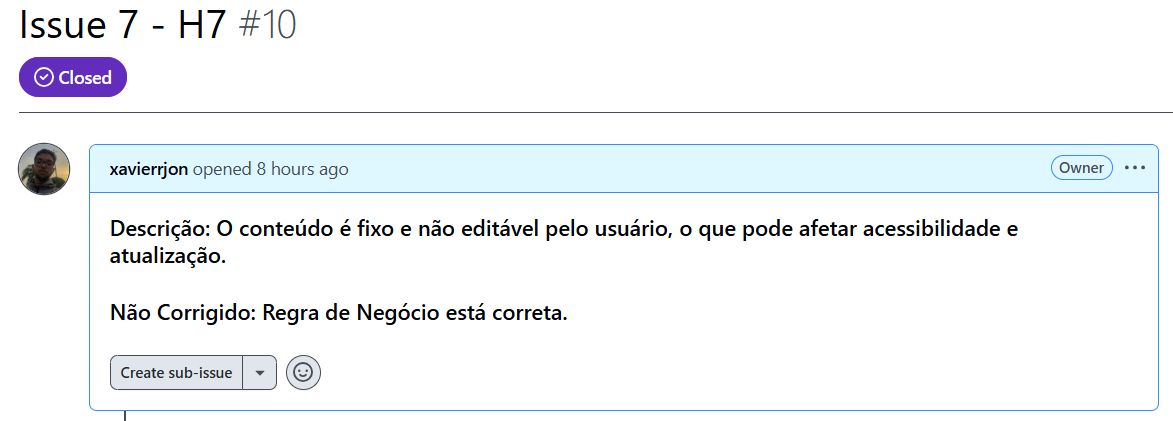 Issue 7 - H7 #10
Closed
xavierrjon opened 8 hours ago
Owner
Descrição: O conteúdo é fixo e não editável pelo usuário, o que pode afetar acessibilidade e
atualização.
Não Corrigido: Regra de Negócio está correta.
Create sub-issue